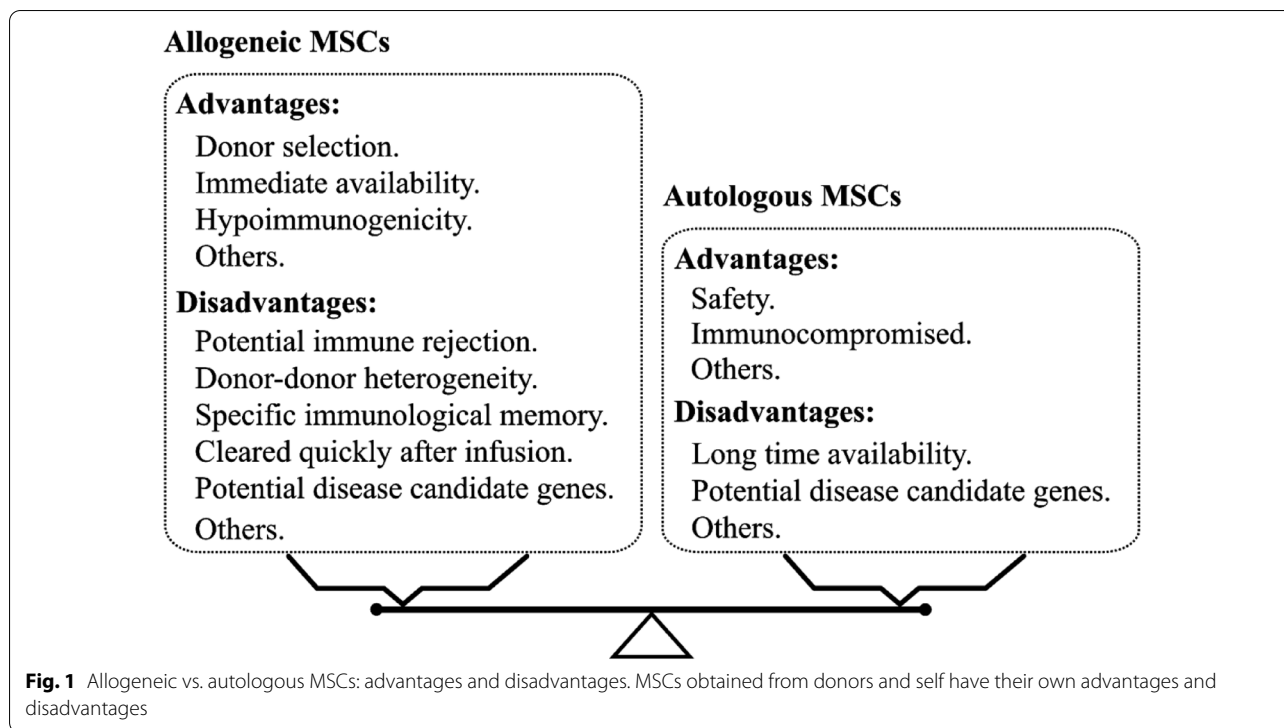 Allogeneic MSCs
Advantages:
Donor selection.
Immediate availability.
Hypoimmunogenicity.
Others.
Disadvantages:
Potential immune rejection.
Donor-donor heterogeneity.
Specific immunological memory.
Cleared quickly after infusion.
Potential disease candidate genes.
Others.
Autologous MSCs
Advantages:
Safety.
Immunocompromised.
Others.
Disadvantages:
Long time availability.
Potential disease candidate genes.
Others.
Fig. 1 Allogeneic vs. autologous MSCs: advantages and disadvantages. MSCs obtained from donors and self have their own advantages and
disadvantages